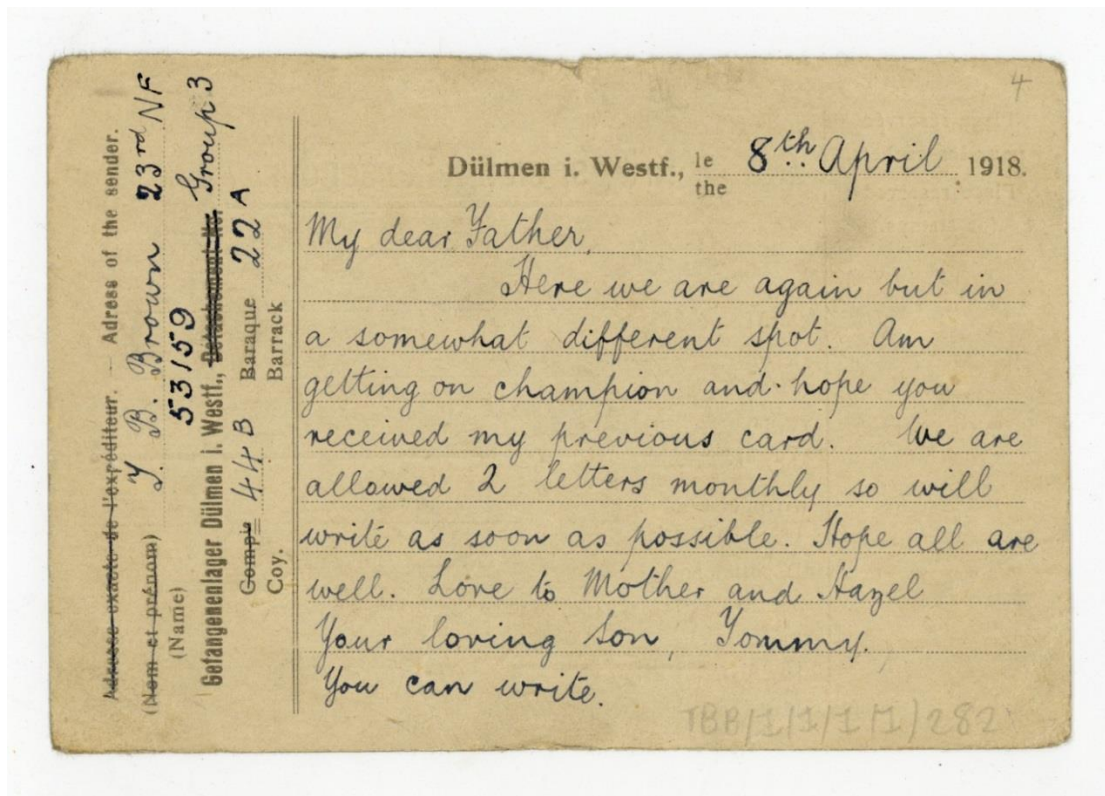 4
Dülmen i. Westf., le
the 8th April 1918.
My dear Father,
Here we are again but in
a somewhat different spot. Am
getting on champion and hope you
received my previous card. We are
allowed 2 letters monthly so will
write as soon as possible. Hope all are
well. Love to Mother and Hazel
Your loving Son, Tommy.
You can write.
TBB/1/1/1/1/282
Adresse exacte de l'expéditeur. – Adress of the sender.
(Nom et prénom) T. B. Brown 23rd NF
(Name) 53159
Gefangenenlager Dülmen i. Westf., Détachement No. Group 3
Comp's 44 B Baraque 22 A
Coy. Barrack